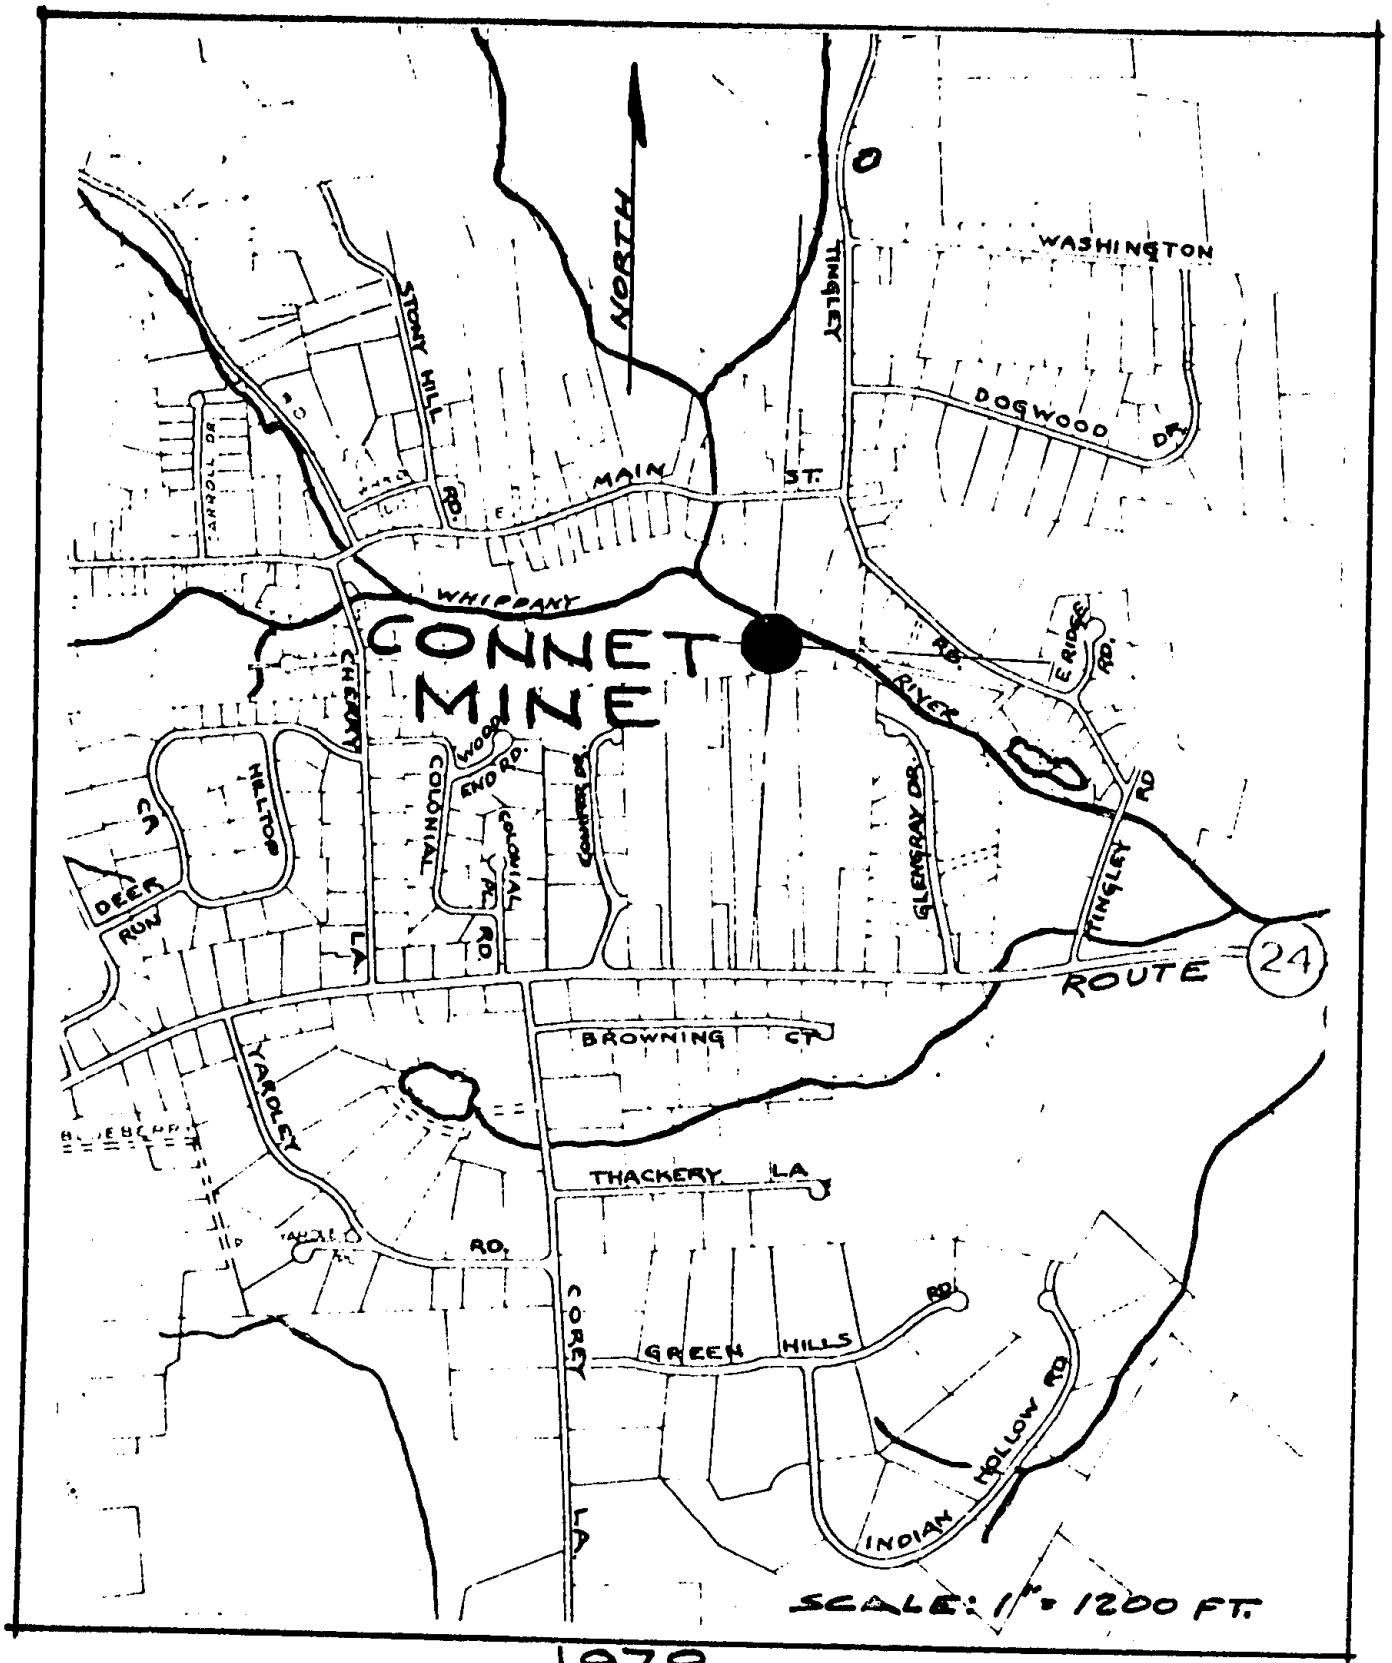 NORTH
WASHINGTON
TINGLEY
STONY HILL
RD.
DOGWOOD
DR.
MAIN
ST.
E
WHIPPANY
RIVER
CONNET
MINE
RD.
E RIDGE
RD.
CHERRY
LA.
WOOD
END RD.
COLONIAL
COLONIAL
PL.
RD
HILLTOP
CR
DEER
RUN
GLENGRAY DR.
RD
TINGLEY
ROUTE
24
BROWNING CT
YARDLEY
RD.
THACKERY LA
COREY
LA.
GREEN HILLS
RD
INDIAN
HOLLOW
RD
SCALE: 1" = 1200 FT.